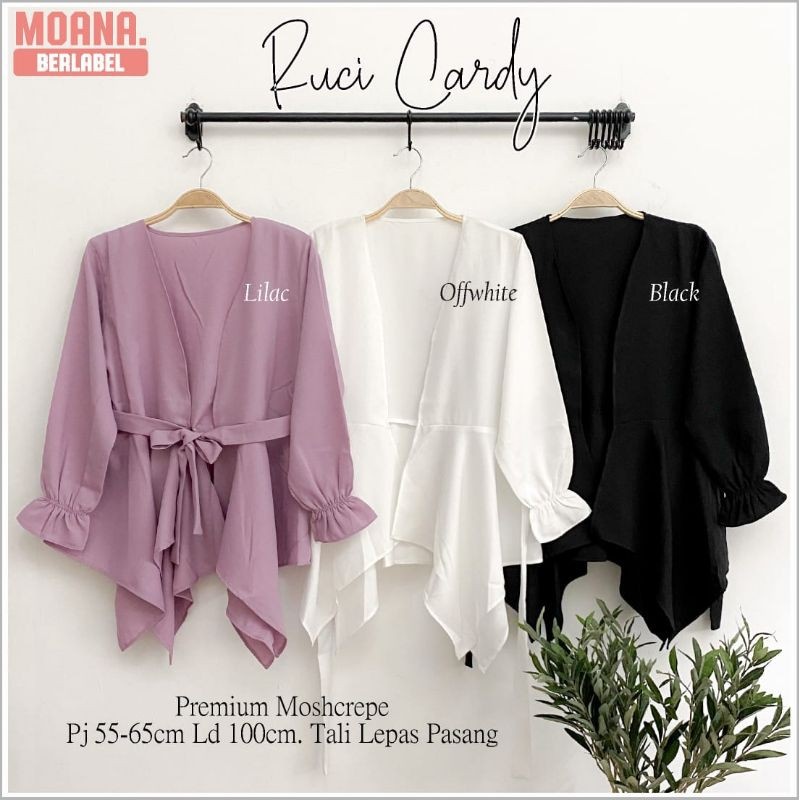 MOANA.
BERLABEL
Ruci Cardy
Lilac
Offwhite
Black
Premium Moshcrepe
Pj 55-65cm Ld 100cm. Tali Lepas Pasang